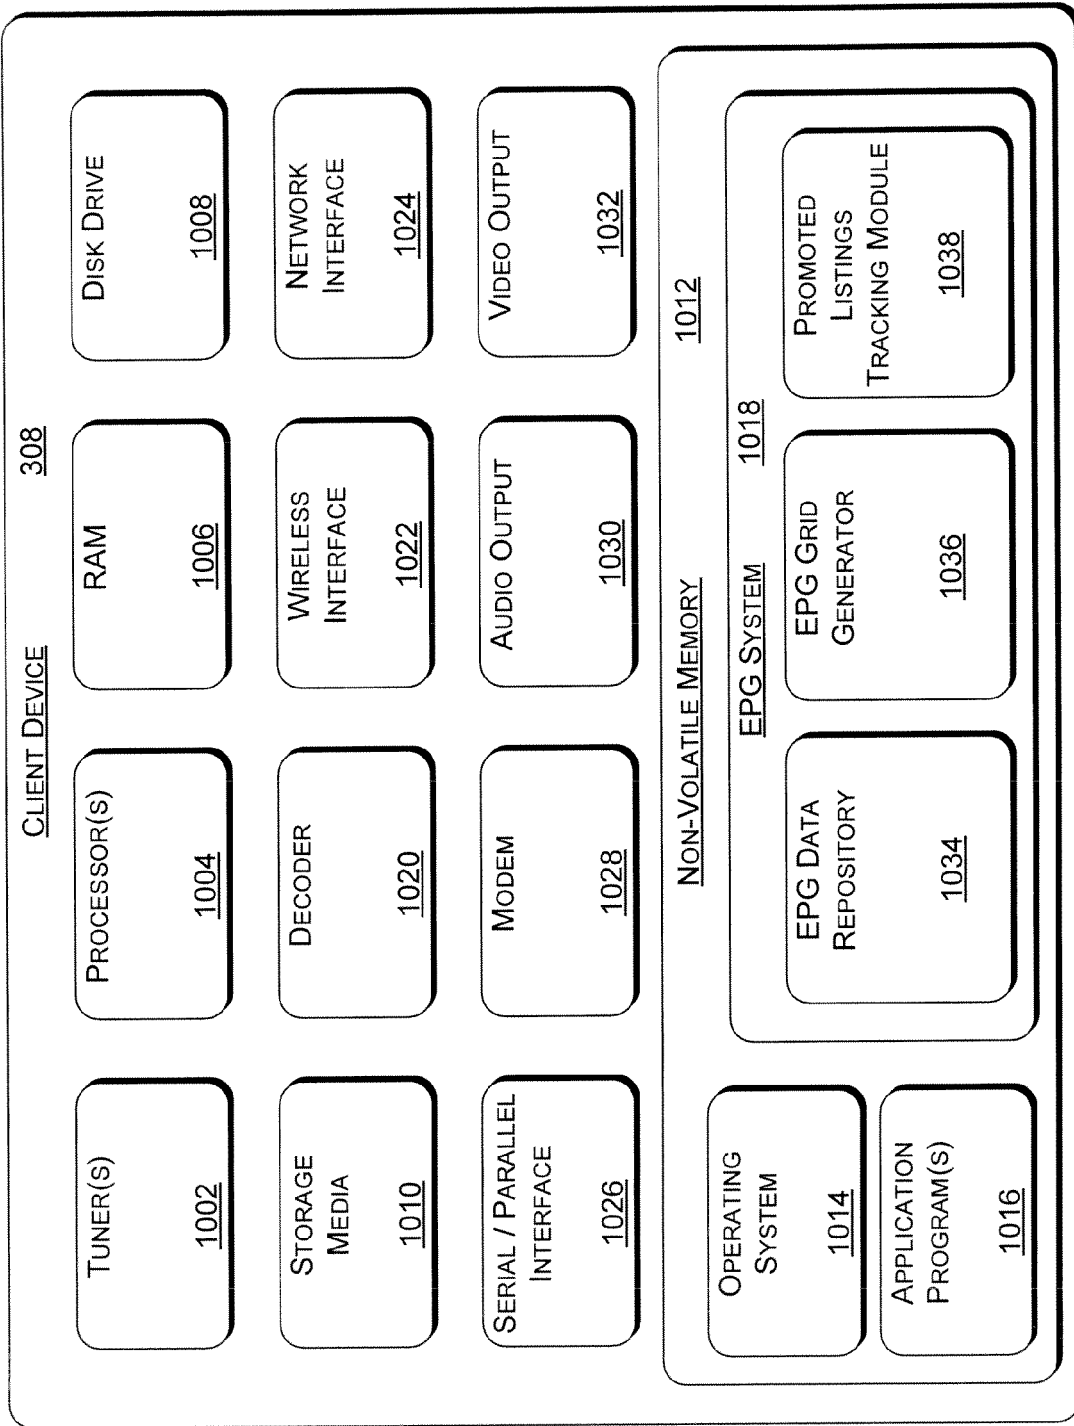 CLIENT DEVICE 308
TUNER(S)
1002
PROCESSOR(S)
1004
RAM
1006
DISK DRIVE
1008
STORAGE
MEDIA
1010
DECODER
1020
WIRELESS
INTERFACE
1022
NETWORK
INTERFACE
1024
SERIAL / PARALLEL
INTERFACE
1026
MODEM
1028
AUDIO OUTPUT
1030
VIDEO OUTPUT
1032
NON-VOLATILE MEMORY 1012
OPERATING
SYSTEM
1014
APPLICATION
PROGRAM(S)
1016
EPG SYSTEM 1018
EPG DATA
REPOSITORY
1034
EPG GRID
GENERATOR
1036
PROMOTED
LISTINGS
TRACKING MODULE
1038